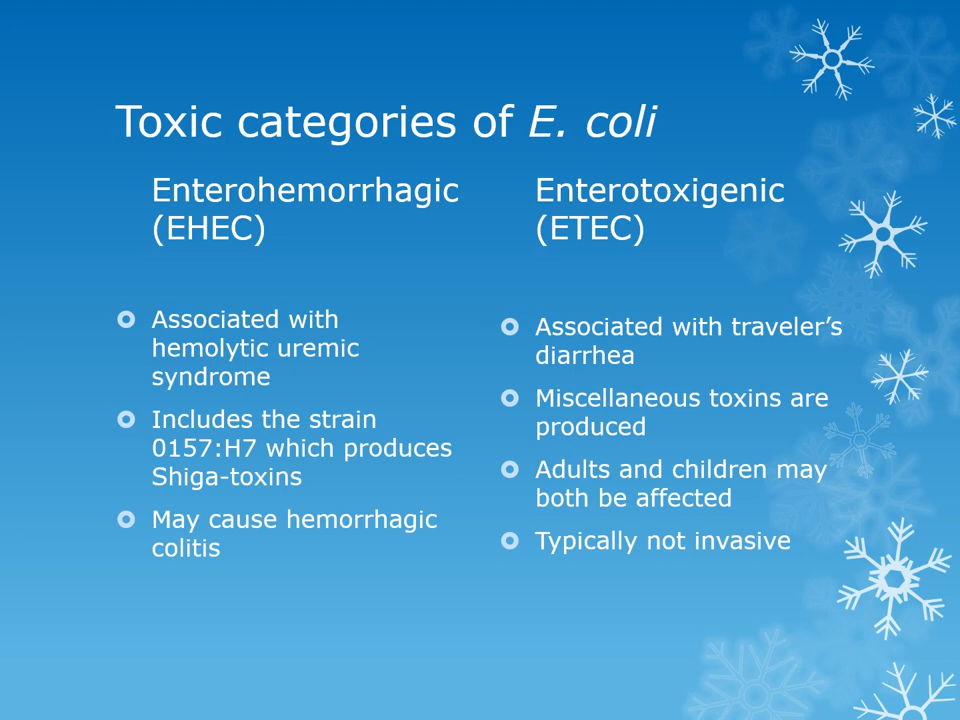 Toxic categories of E. coli
Enterohemorrhagic
(EHEC)
Associated with
hemolytic uremic
syndrome
Includes the strain
0157:H7 which produces
Shiga-toxins
May cause hemorrhagic
colitis
Enterotoxigenic
(ETEC)
Associated with traveler’s
diarrhea
Miscellaneous toxins are
produced
Adults and children may
both be affected
Typically not invasive